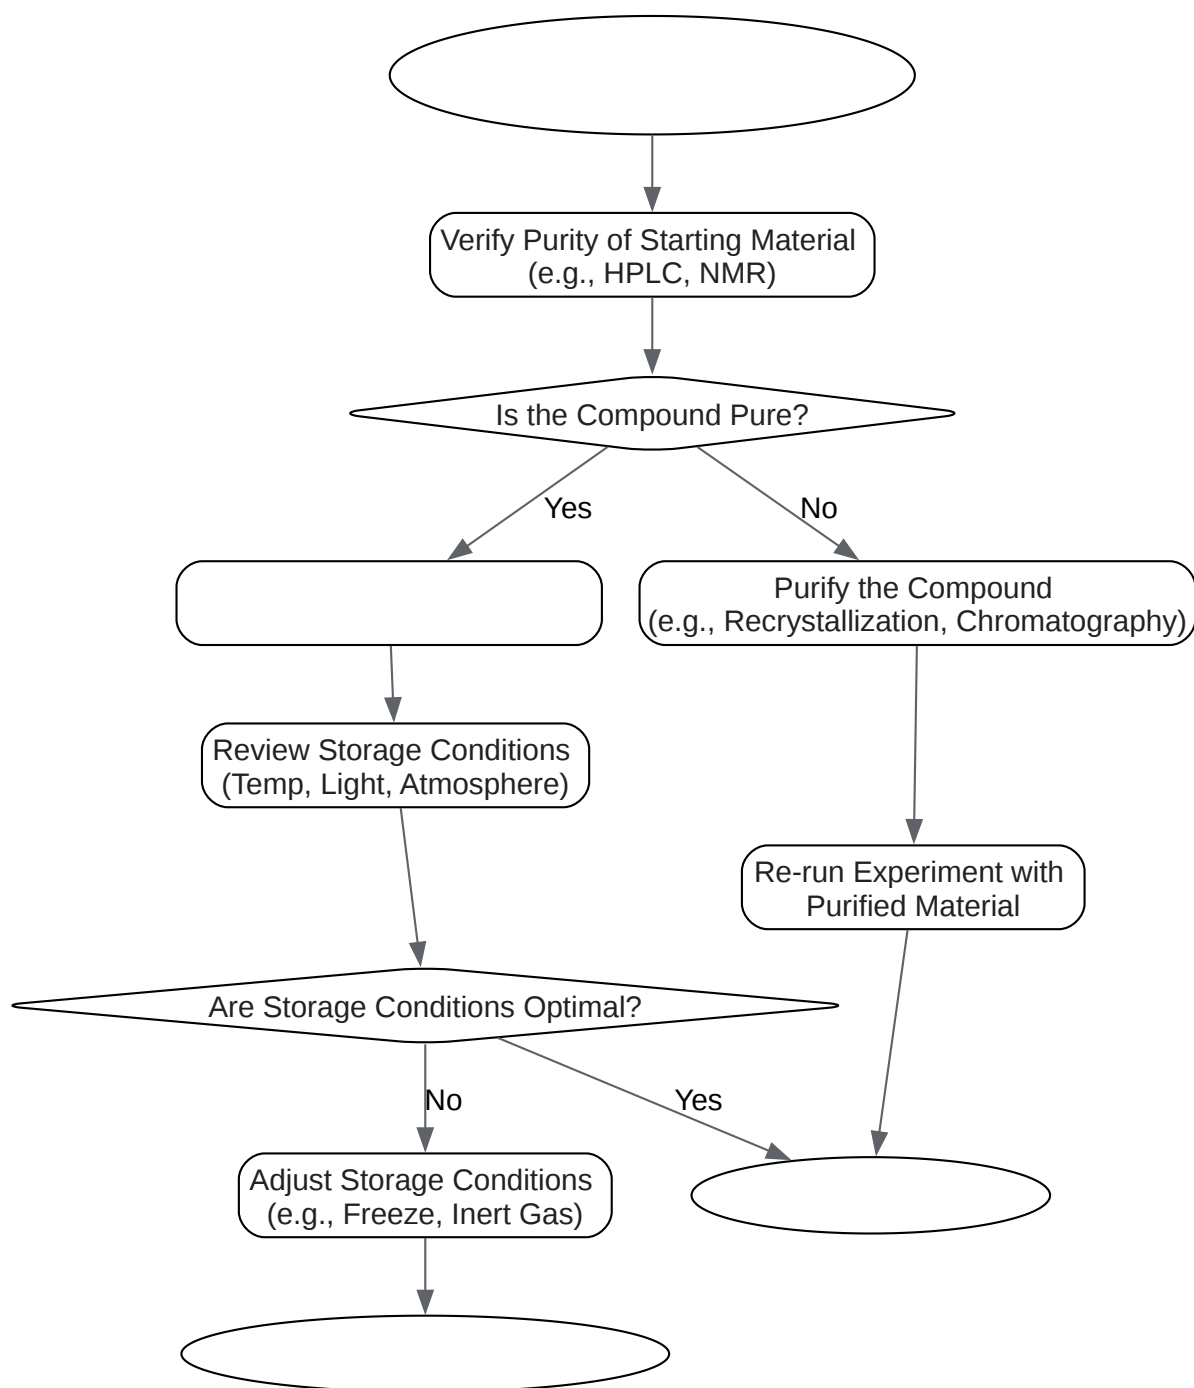 Verify Purity of Starting Material
(e.g., HPLC, NMR)
Is the Compound Pure?
Yes
No
Purify the Compound
(e.g., Recrystallization, Chromatography)
Review Storage Conditions
(Temp, Light, Atmosphere)
Re-run Experiment with
Purified Material
Are Storage Conditions Optimal?
No
Yes
Adjust Storage Conditions
(e.g., Freeze, Inert Gas)